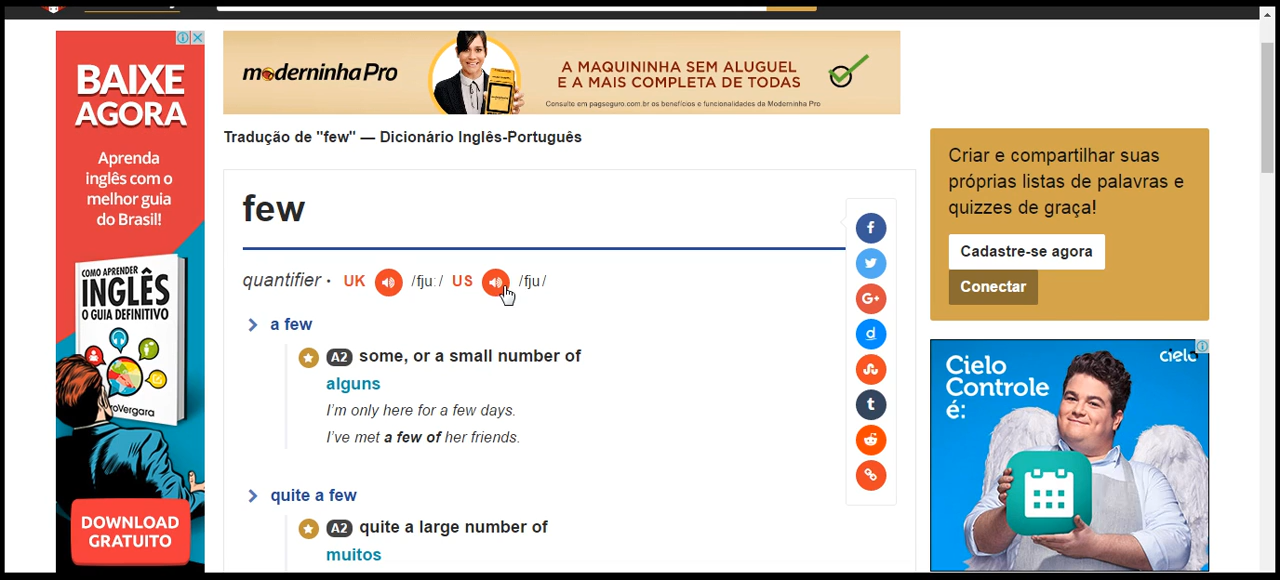 BAIXE
AGORA
Aprenda
inglês com o
melhor guia
do Brasil!
COMO APRENDER
INGLÊS
O GUIA DEFINITIVO
DOWNLOAD
GRATUITO
moderninha Pro
A MAQUININHA SEM ALUGUEL
E A MAIS COMPLETA DE TODAS
Consulte em pagseguro.com.br os benefícios e funcionalidades da Moderninha Pro
Tradução de "few" — Dicionário Inglês-Português
few
quantifier · UK /fjuː/ US /fju/
a few
A2 some, or a small number of
alguns
I'm only here for a few days.
I've met a few of her friends.
quite a few
A2 quite a large number of
muitos
Criar e compartilhar suas
próprias listas de palavras e
quizzes de graça!
Cadastre-se agora
Conectar
Cielo
Controle
é:
cielo